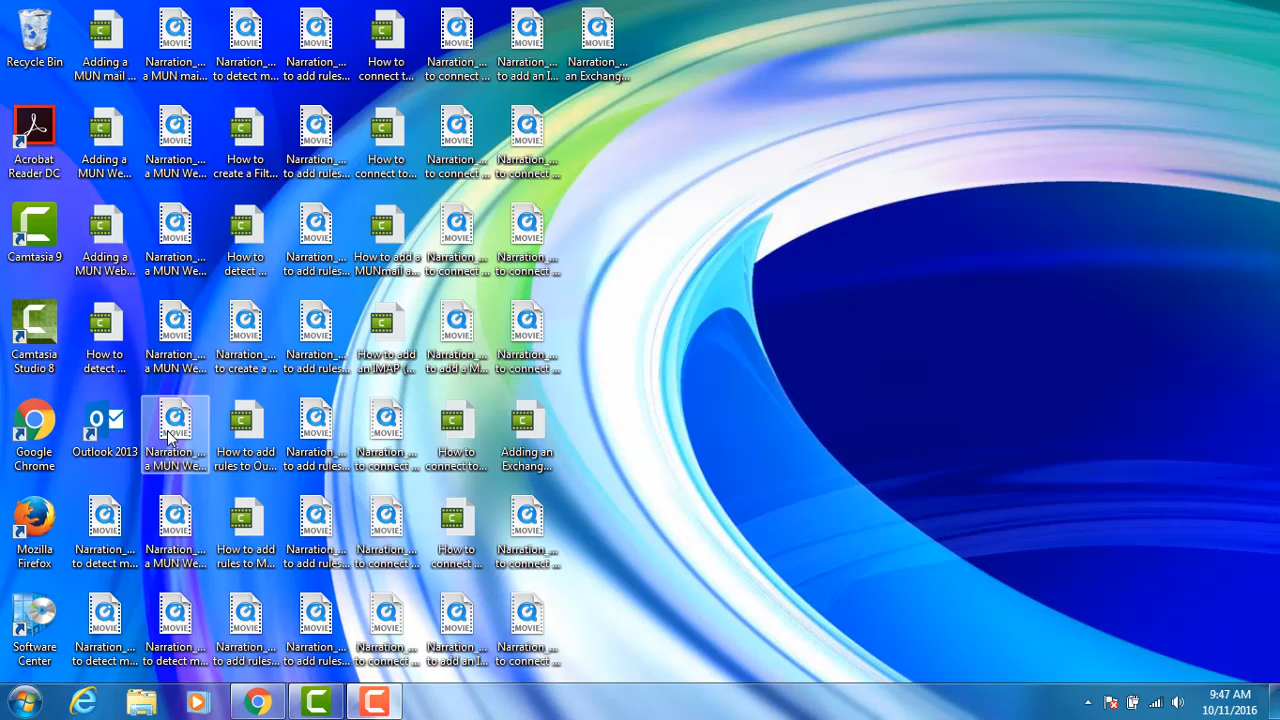 Recycle Bin
Adding a
MUN mail ...
Narration_...
a MUN mai...
Narration_...
to detect m...
Narration_...
to add rules...
How to
connect t...
Narration_...
to connect ...
Narration_...
to add an I...
Narration_...
an Exchang...
Acrobat
Reader DC
Adding a
MUN We...
Narration_...
a MUN We...
How to
create a Filt...
Narration_...
to add rules...
How to
connect to...
Narration_...
to connect ...
Narration_...
to connect ...
Camtasia 9
Adding a
MUN Web...
Narration_...
a MUN We...
How to
detect ...
Narration_...
to add rules...
How to add a
MUNmail a...
Narration_...
to connect ...
Narration_...
to connect ...
Camtasia
Studio 8
How to
detect ...
Narration_...
a MUN We...
Narration_...
to create a ...
Narration_...
to add rules...
How to add
an IMAP (...
Narration_...
to add a M...
Narration_...
to connect ...
Google
Chrome
Outlook 2013
Narration_...
a MUN We...
How to add
rules to Ou...
Narration_...
to add rules...
Narration_...
to connect ...
How to
connect to...
Adding an
Exchang...
Mozilla
Firefox
Narration_...
to detect m...
Narration_...
a MUN We...
How to add
rules to M...
Narration_...
to add rules...
Narration_...
to connect ...
How to
connect ...
Narration_...
to connect ...
Software
Center
Narration_...
to detect m...
Narration_...
to detect m...
Narration_...
to add rules...
Narration_...
to add rules...
Narration_...
to connect ...
Narration_...
to add an I...
Narration_...
to connect ...
9:47 AM
10/11/2016